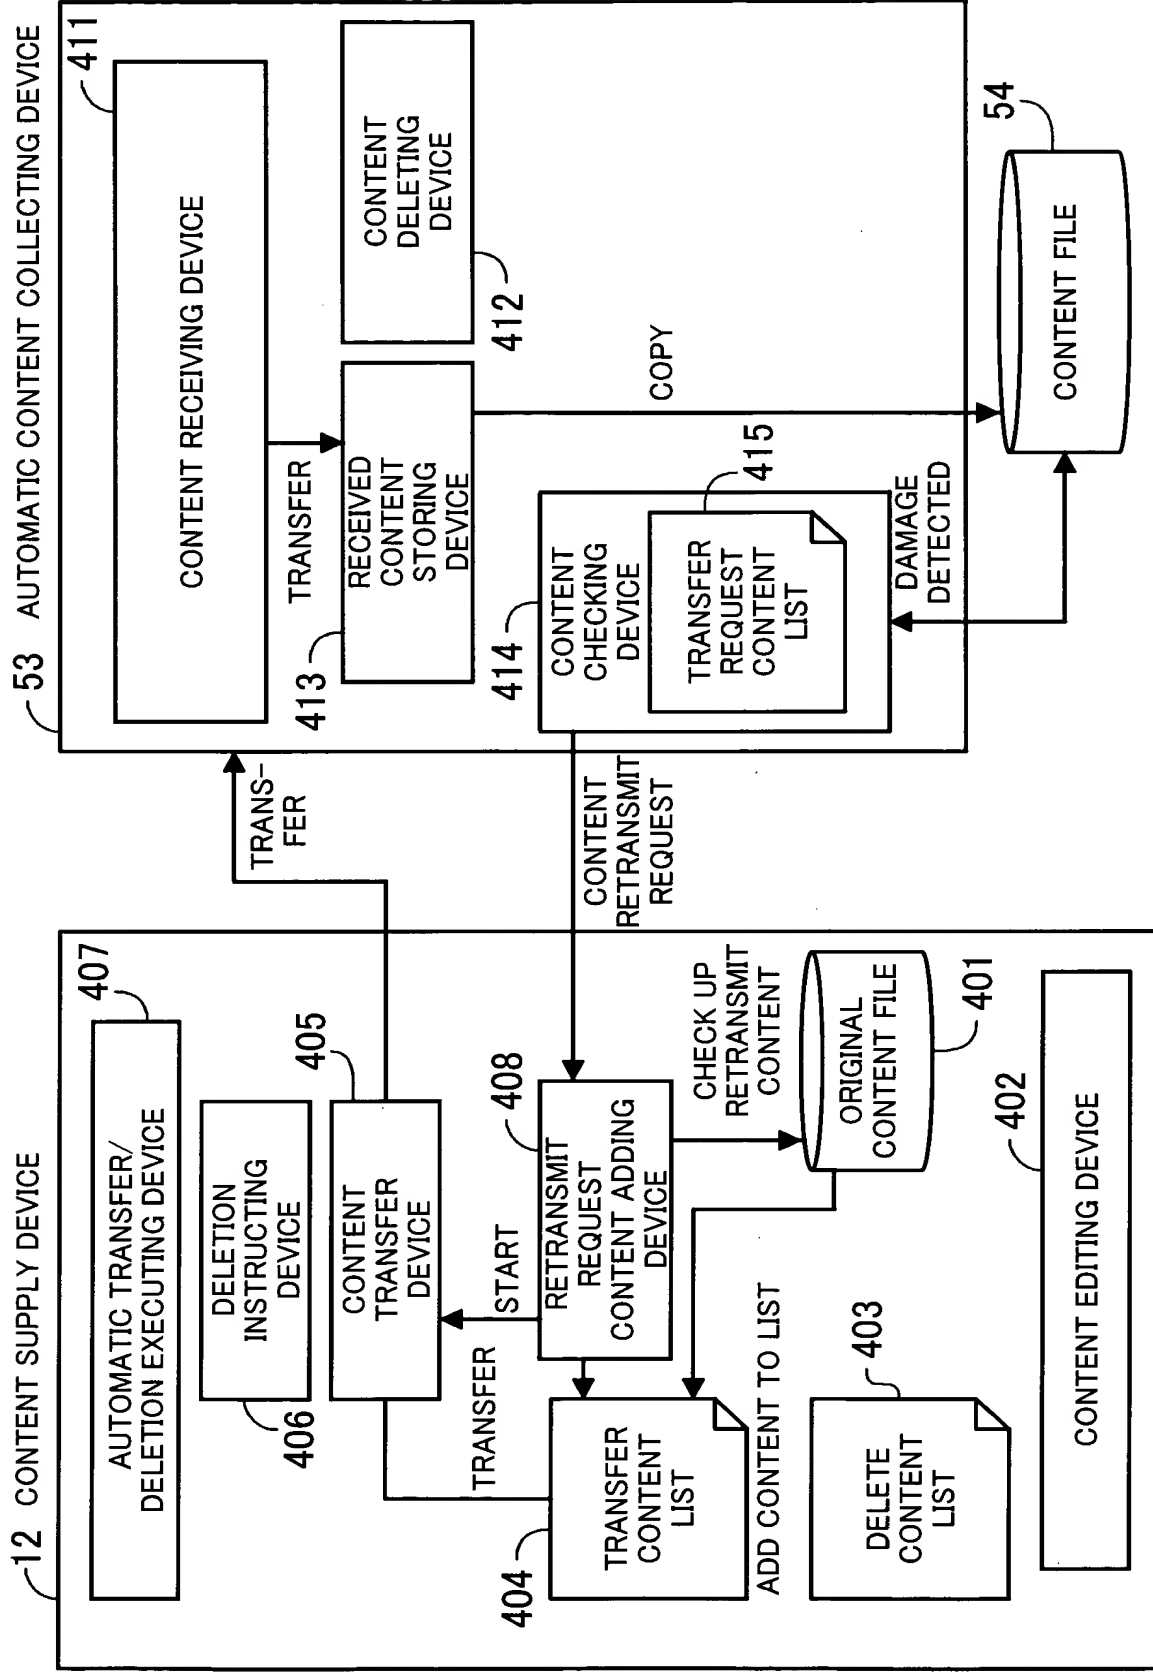 12 CONTENT SUPPLY DEVICE
AUTOMATIC TRANSFER/
DELETION EXECUTING DEVICE
407
DELETION
INSTRUCTING
DEVICE
406
CONTENT
TRANSFER
DEVICE
405
TRANSFER
START
RETRANSMIT
REQUEST
CONTENT ADDING
DEVICE
408
TRANSFER
CONTENT
LIST
404
ADD CONTENT TO LIST
CHECK UP
RETRANSMIT
CONTENT
ORIGINAL
CONTENT FILE
401
DELETE
CONTENT
LIST
403
CONTENT EDITING DEVICE
402
TRANS-
FER
CONTENT
RETRANSMIT
REQUEST
53 AUTOMATIC CONTENT COLLECTING DEVICE
CONTENT RECEIVING DEVICE
411
TRANSFER
RECEIVED
CONTENT
STORING
DEVICE
413
CONTENT
DELETING
DEVICE
412
COPY
CONTENT
CHECKING
DEVICE
414
TRANSFER
REQUEST
CONTENT
LIST
415
DAMAGE
DETECTED
CONTENT FILE
54